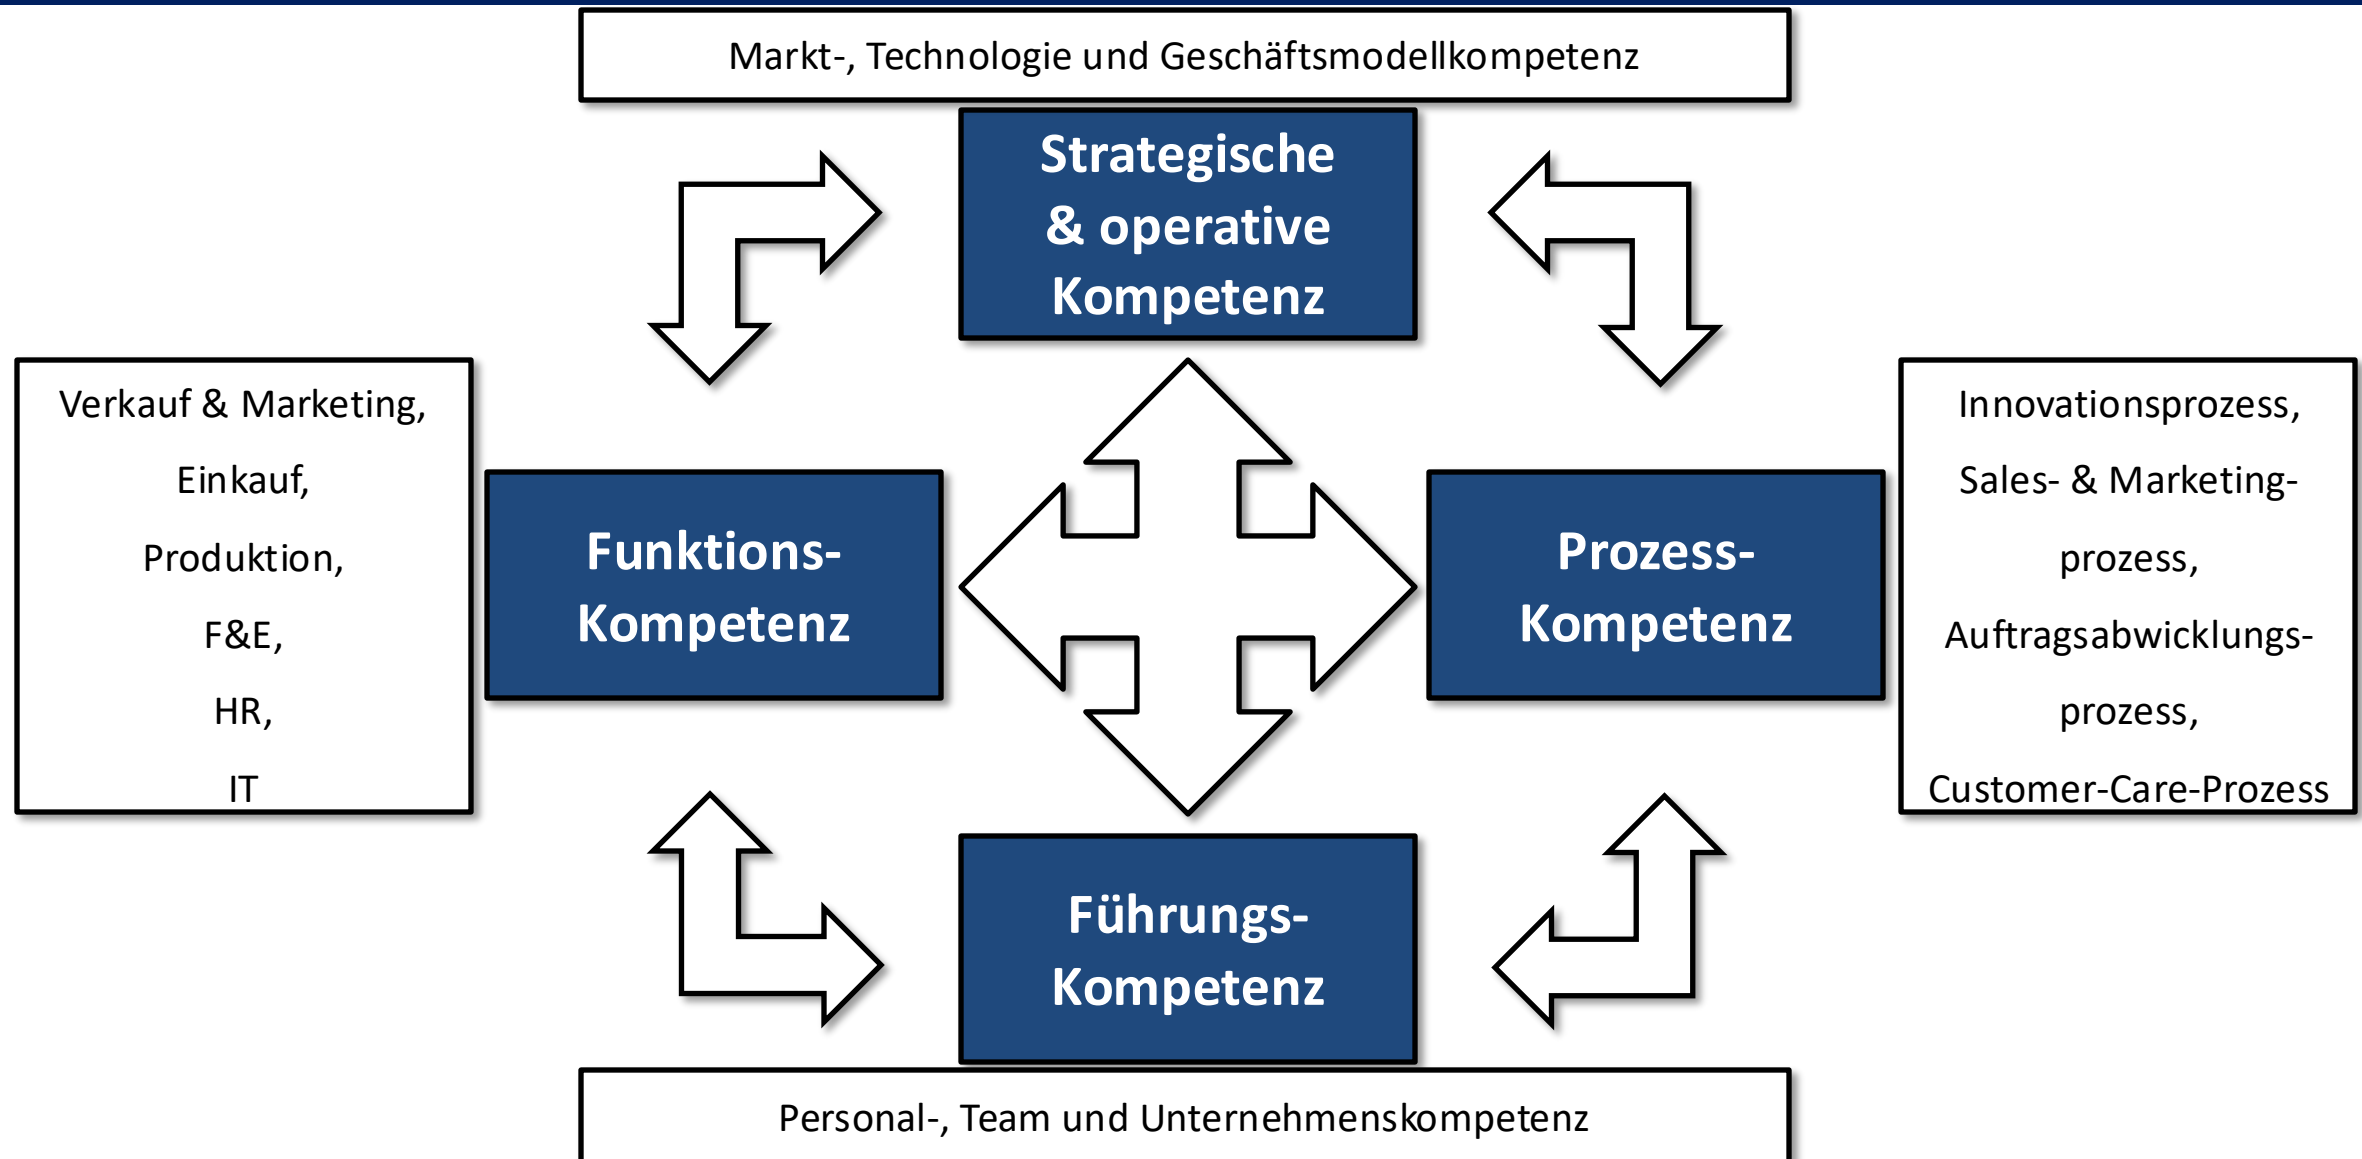 Markt-, Technologie und Geschäftsmodellkompetenz
Strategische
& operative
Kompetenz
Verkauf & Marketing,
Einkauf,
Produktion,
F&E,
HR,
IT
Funktions-
Kompetenz
Prozess-
Kompetenz
Innovationsprozess,
Sales- & Marketing-
prozess,
Auftragsabwicklungs-
prozess,
Customer-Care-Prozess
Führungs-
Kompetenz
Personal-, Team und Unternehmenskompetenz